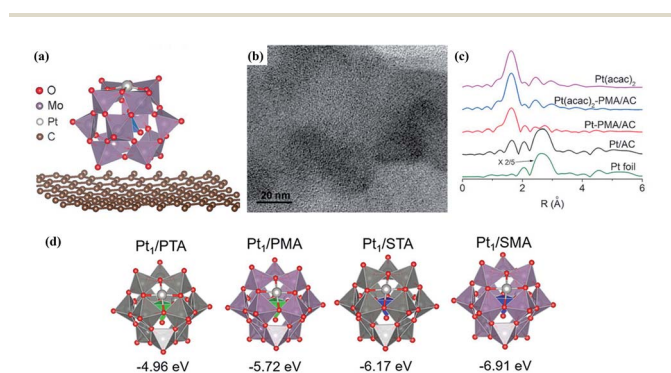 (a)
O
Mo
Pt
C
(b)
20 nm
(c)
Pt(acac)₂
Pt(acac)₂-PMA/AC
Pt-PMA/AC
Pt/AC
X 2/5
Pt foil
0 1 2 3 4 5 6
R (Å)
(d)
Pt₁/PTA Pt₁/PMA Pt₁/STA Pt₁/SMA
-4.96 eV -5.72 eV -6.17 eV -6.91 eV